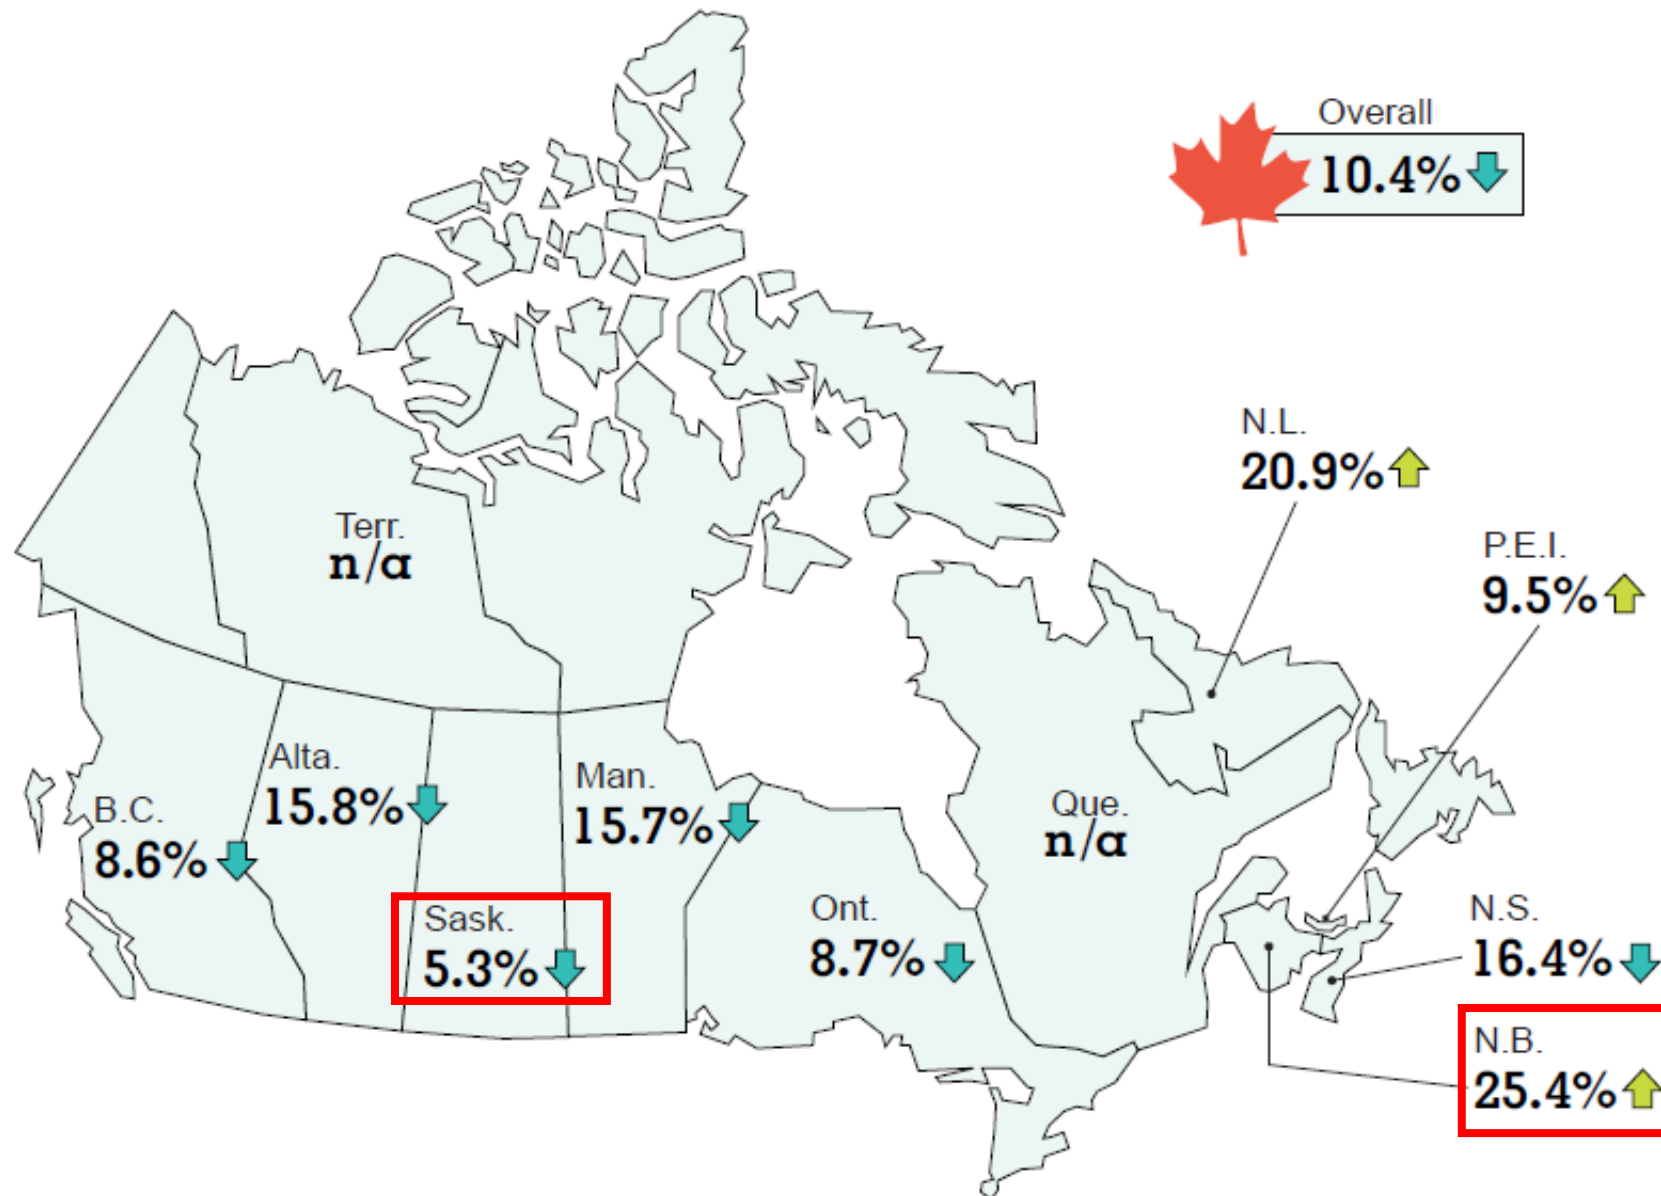 Overall
10.4%
N.L.
20.9%
P.E.I.
9.5%
Terr.
n/a
Alta.
15.8%
Man.
15.7%
B.C.
8.6%
Que.
n/a
Sask.
5.3%
Ont.
8.7%
N.S.
16.4%
N.B.
25.4%